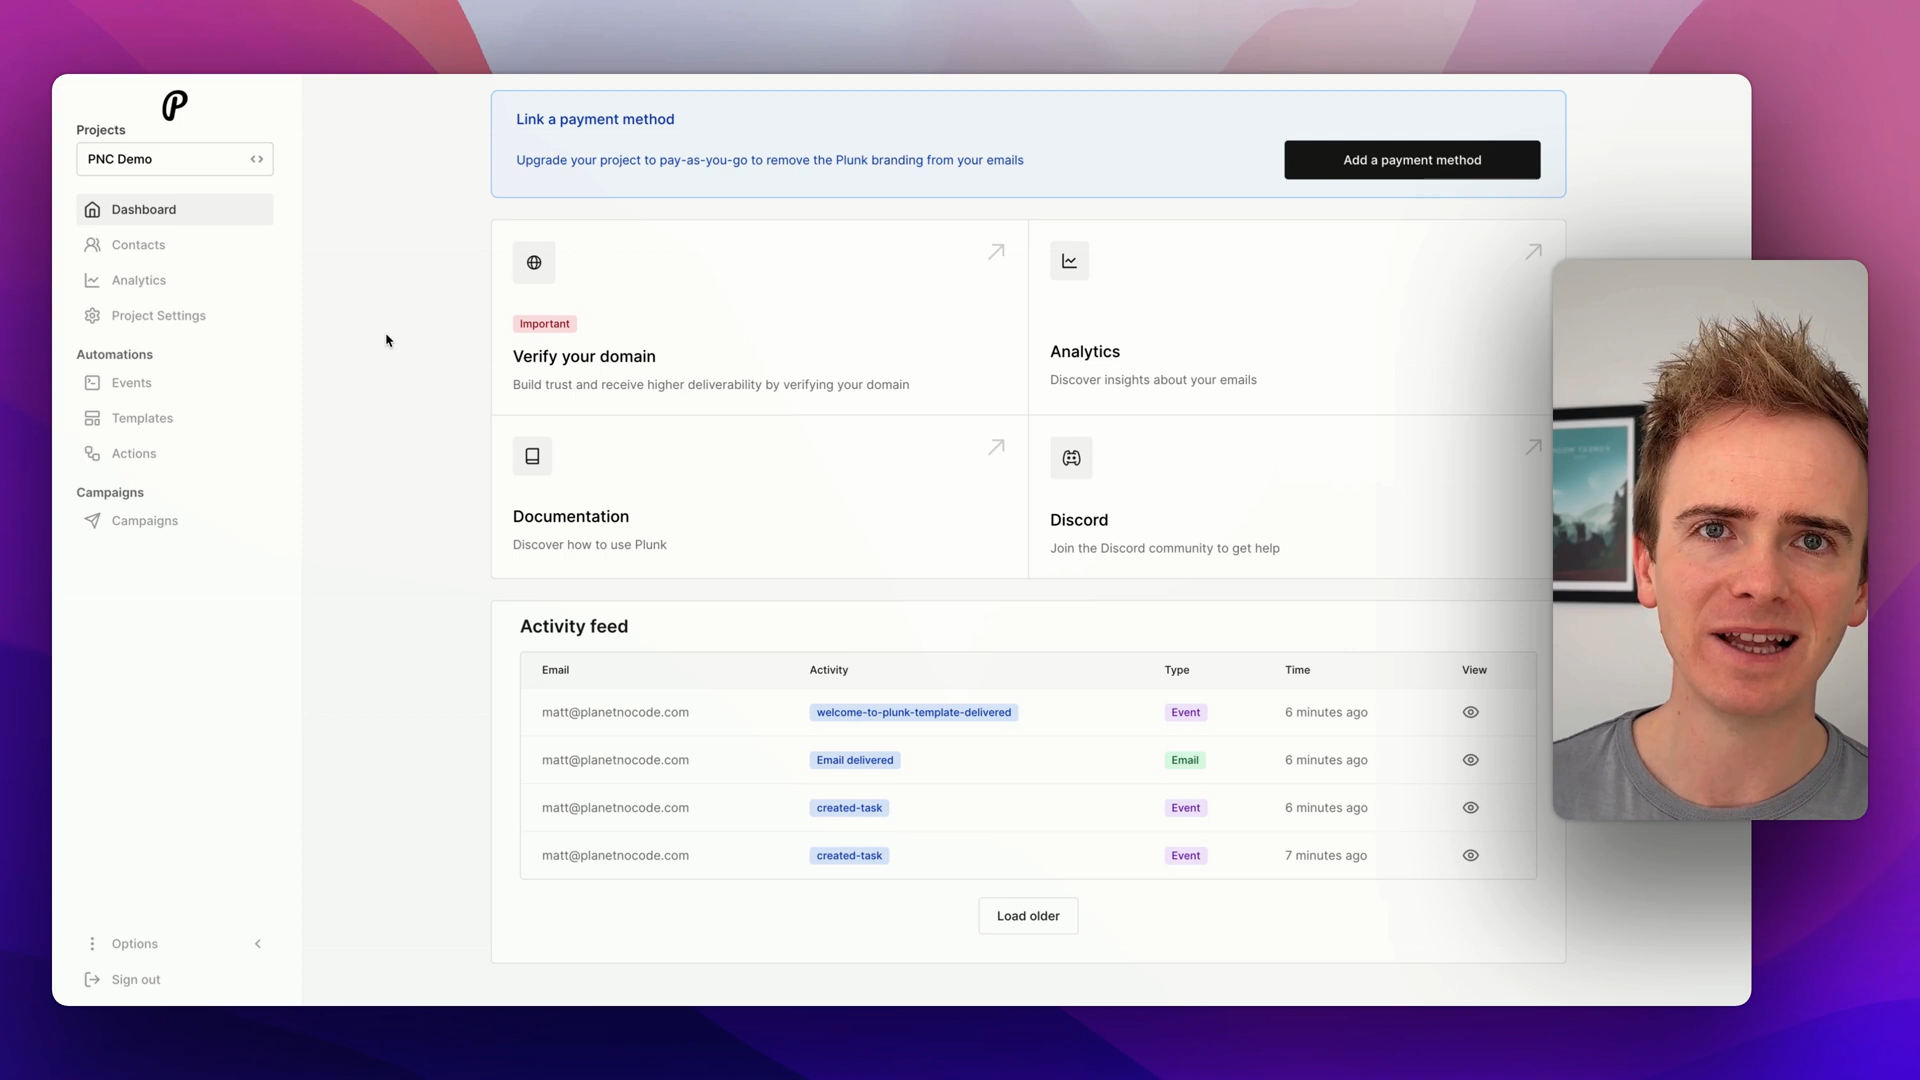 P
Projects
PNC Demo
Dashboard
Contacts
Analytics
Project Settings
Automations
Events
Templates
Actions
Campaigns
Campaigns
Options
Sign out
Link a payment method
Upgrade your project to pay-as-you-go to remove the Plunk branding from your emails
Add a payment method
Important
Verify your domain
Build trust and receive higher deliverability by verifying your domain
Analytics
Discover insights about your emails
Documentation
Discover how to use Plunk
Discord
Join the Discord community to get help
Activity feed
Email Activity Type Time View
matt@planetnocode.com welcome-to-plunk-template-delivered Event 6 minutes ago
matt@planetnocode.com Email delivered Email 6 minutes ago
matt@planetnocode.com created-task Event 6 minutes ago
matt@planetnocode.com created-task Event 7 minutes ago
Load older